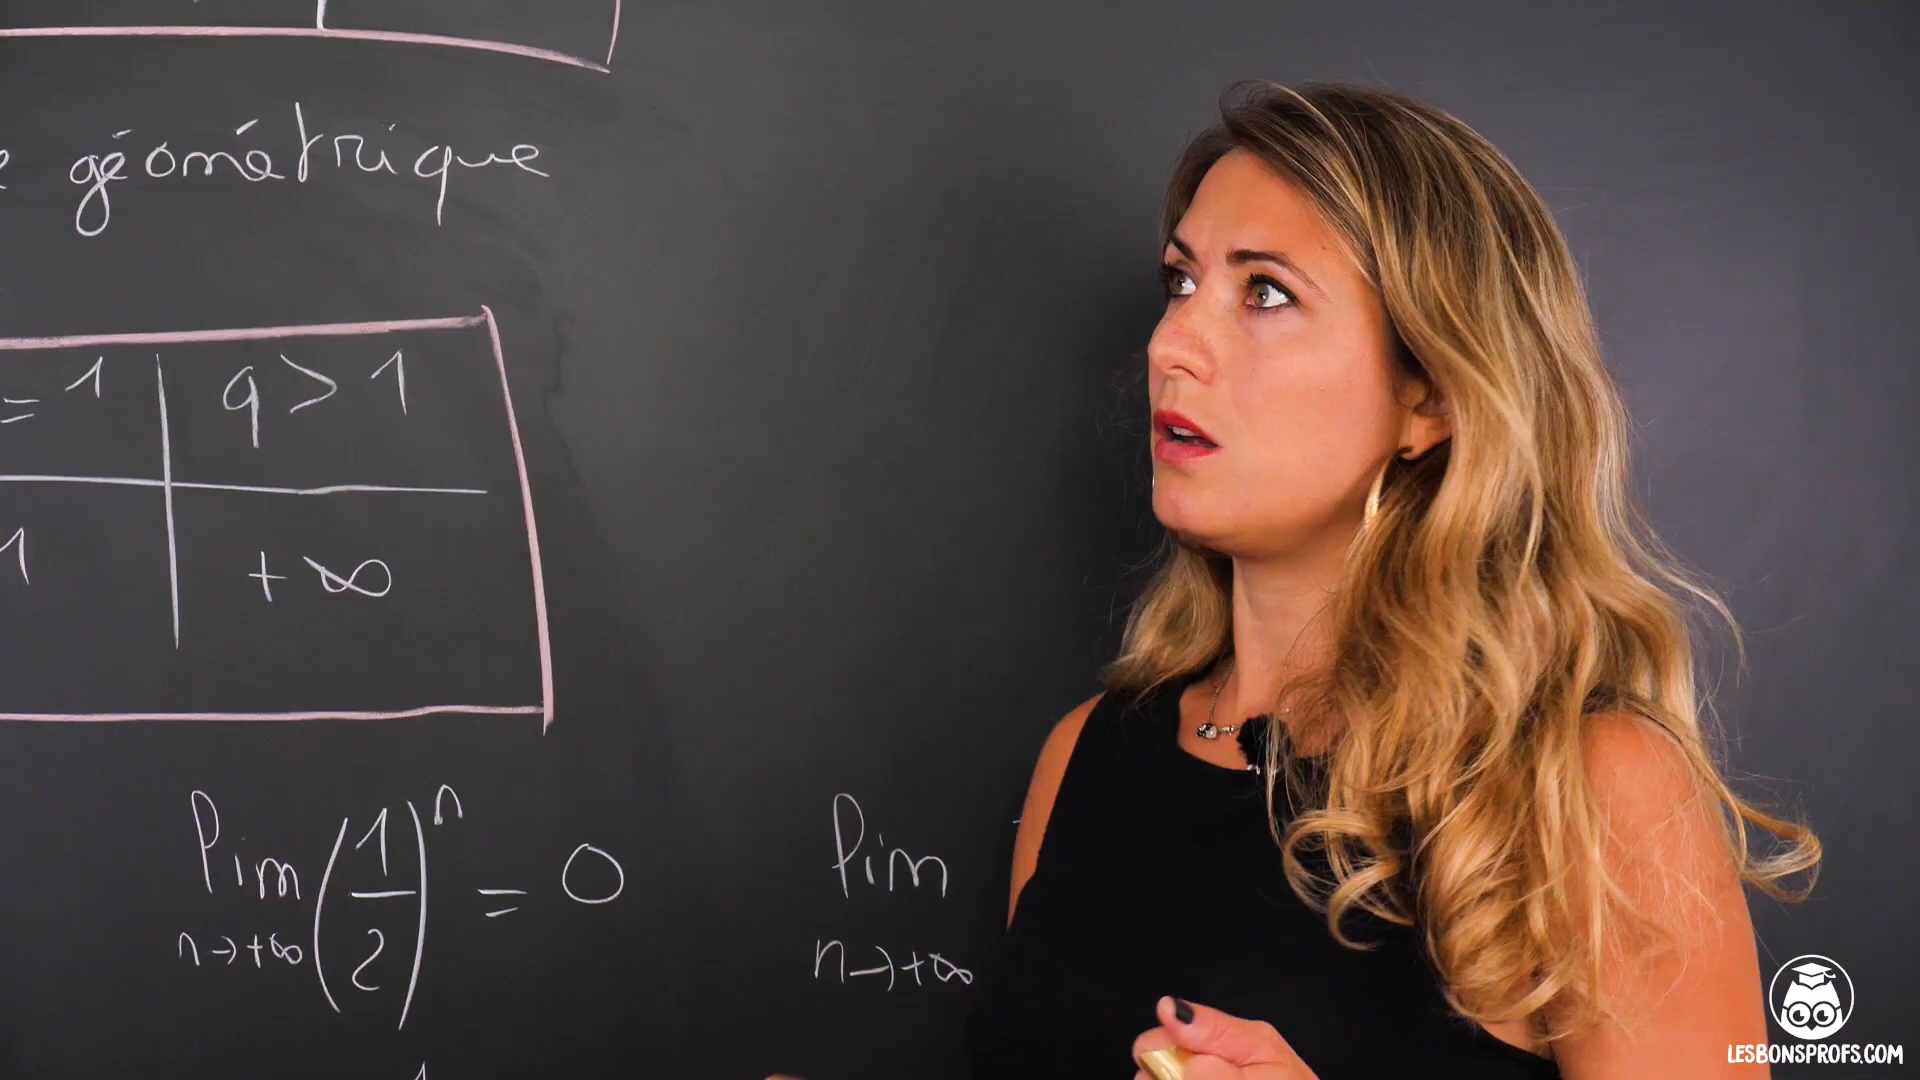 géométrique
= 1 | q > 1
1 | + ∞
lim (1/2)^n = 0
n→+∞
lim
n→+∞
LESBONSPROFS.COM